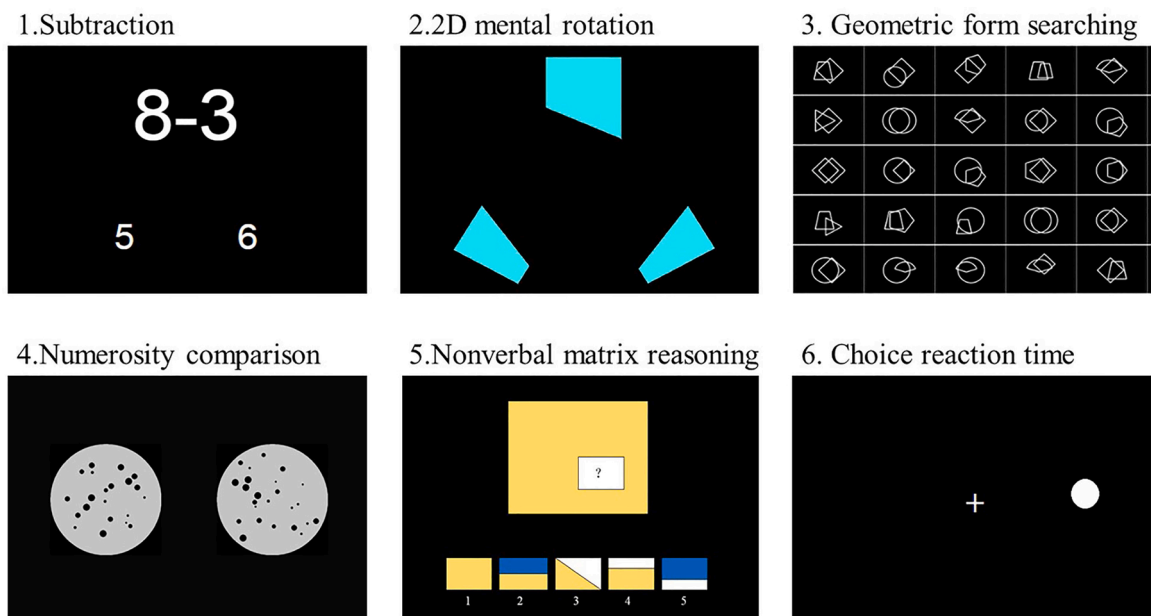 1.Subtraction
8-3
5 6
2.2D mental rotation
3. Geometric form searching
4.Numerosity comparison
5.Nonverbal matrix reasoning
?
1 2 3 4 5
6. Choice reaction time
+